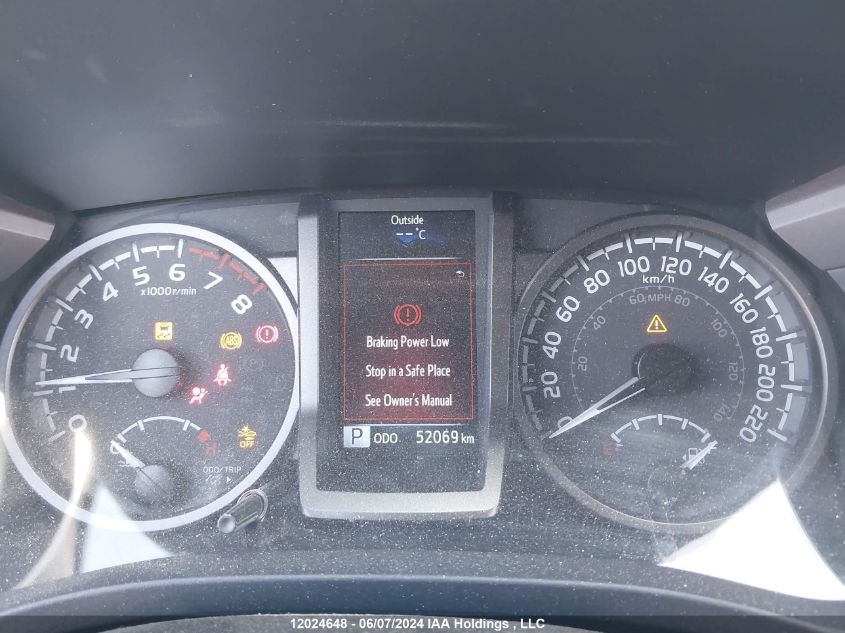 Outside
--°C
Braking Power Low
Stop in a Safe Place
See Owner's Manual
P ODO 52069 km
0 1 2 3 4 5 6 7 8
x1000r/min
ABS
OFF
ODO/TRIP
0 20 40 60 80 100 120 140 160 180 200 220
km/h
20 40 60 MPH 80 100 120 140
E
12024648 - 06/07/2024 IAA Holdings , LLC